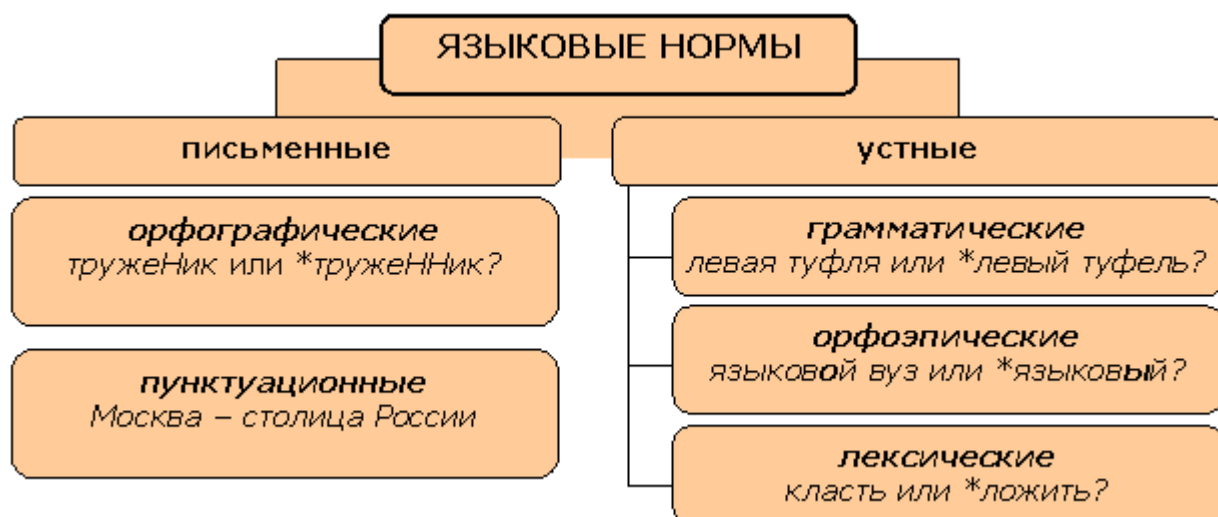 ЯЗЫКОВЫЕ НОРМЫ
письменные
орфографические
тружеНик или *тружеННик?
пунктуационные
Москва – столица России
устные
грамматические
левая туфля или *левый туфель?
орфоэпические
языковой вуз или *языковый?
лексические
класть или *ложить?